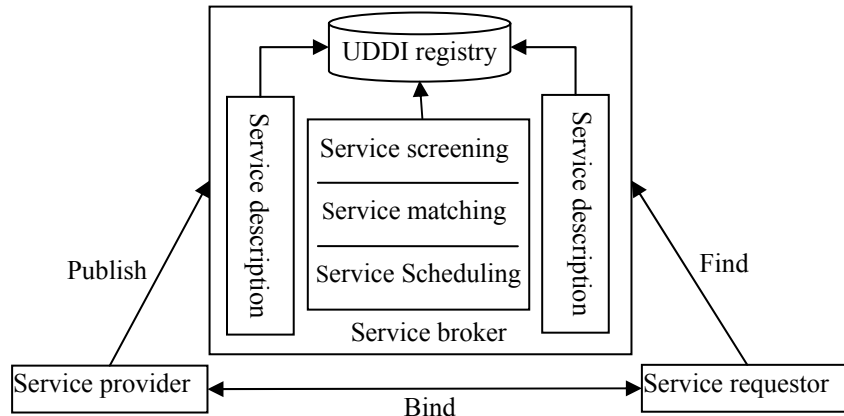 UDDI registry
Service description
Service screening
Service matching
Service Scheduling
Service description
Publish
Find
Service broker
Service provider
Service requestor
Bind